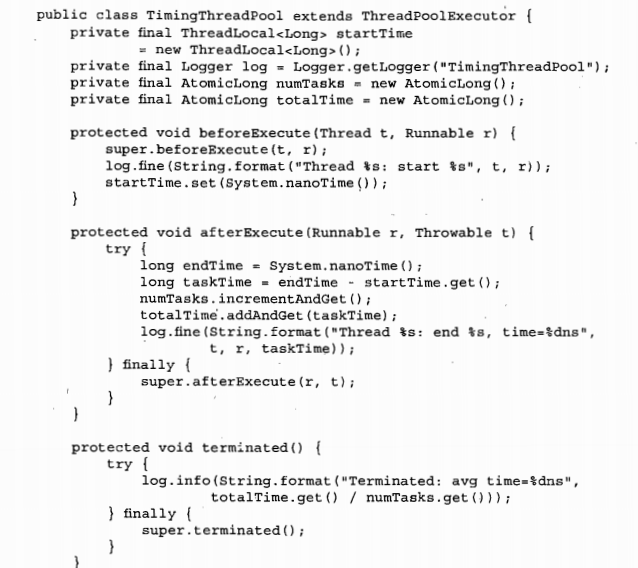 public class TimingThreadPool extends ThreadPoolExecutor {
    private final ThreadLocal<Long> startTime
            = new ThreadLocal<Long>();
    private final Logger log = Logger.getLogger("TimingThreadPool");
    private final AtomicLong numTasks = new AtomicLong();
    private final AtomicLong totalTime = new AtomicLong();

    protected void beforeExecute(Thread t, Runnable r) {
        super.beforeExecute(t, r);
        log.fine(String.format("Thread %s: start %s", t, r));
        startTime.set(System.nanoTime());
    }

    protected void afterExecute(Runnable r, Throwable t) {
        try {
            long endTime = System.nanoTime();
            long taskTime = endTime - startTime.get();
            numTasks.incrementAndGet();
            totalTime.addAndGet(taskTime);
            log.fine(String.format("Thread %s: end %s, time=%dns",
                    t, r, taskTime));
        } finally {
            super.afterExecute(r, t);
        }
    }

    protected void terminated() {
        try {
            log.info(String.format("Terminated: avg time=%dns",
                    totalTime.get() / numTasks.get()));
        } finally {
            super.terminated();
        }
    }